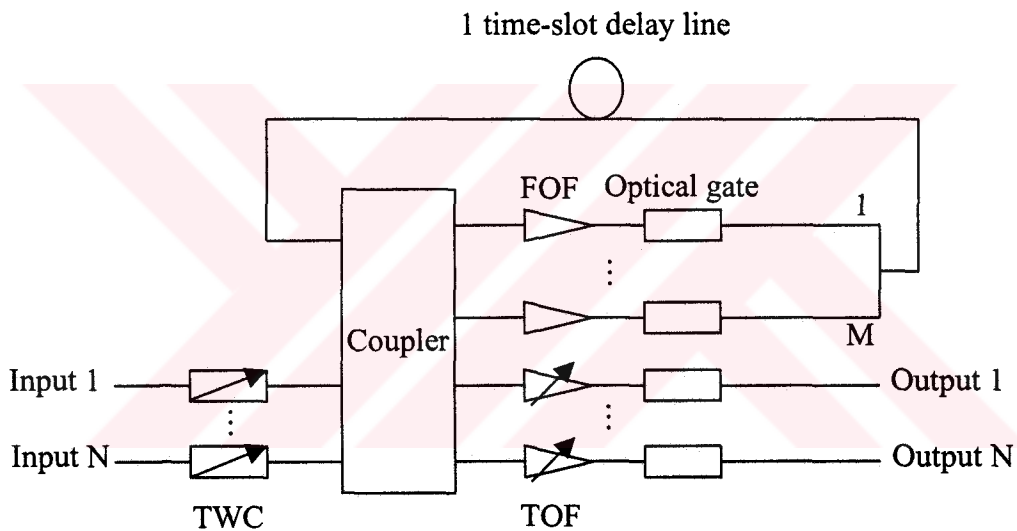 1 time-slot delay line
FOF
Optical gate
1
⋮
M
Coupler
Input 1
Output 1
⋮
⋮
Input N
Output N
TWC
TOF